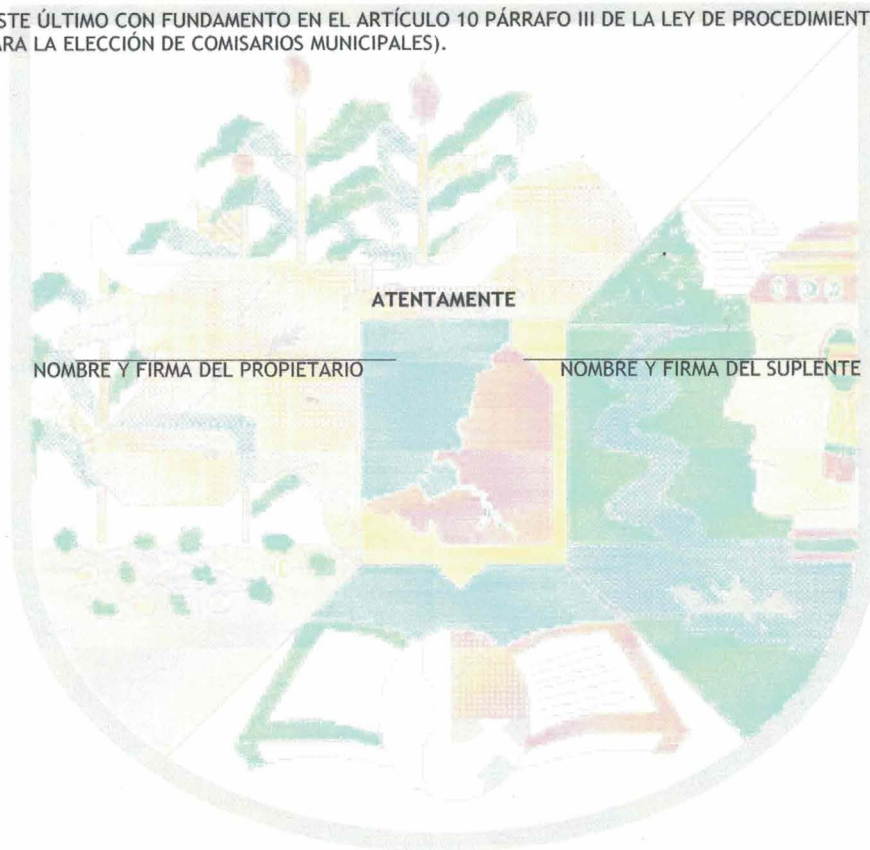 STE ÚLTIMO CON FUNDAMENTO EN EL ARTÍCULO 10 PÁRRAFO III DE LA LEY DE PROCEDIMIENT
ARA LA ELECCIÓN DE COMISARIOS MUNICIPALES).
ATENTAMENTE
NOMBRE Y FIRMA DEL PROPIETARIO NOMBRE Y FIRMA DEL SUPLENTE